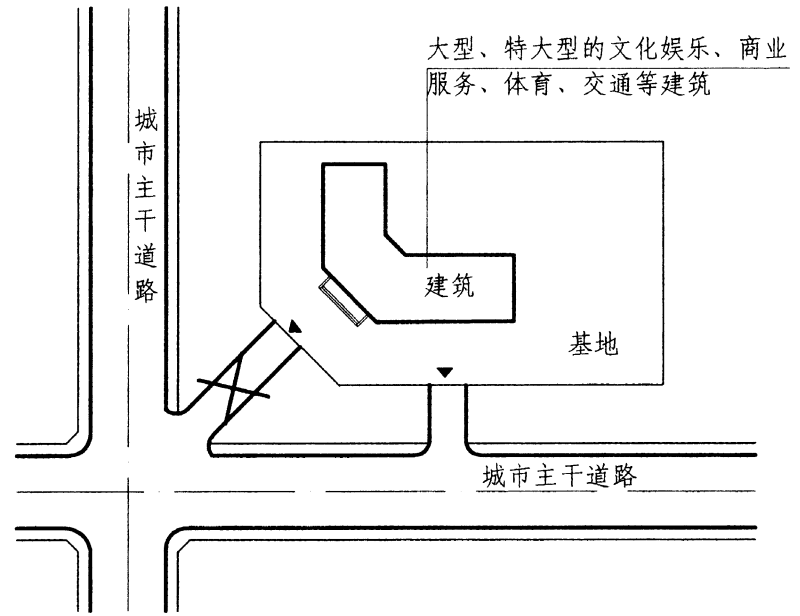 大型、特大型的文化娱乐、商业
服务、体育、交通等建筑
城市主干道路
建筑
基地
城市主干道路